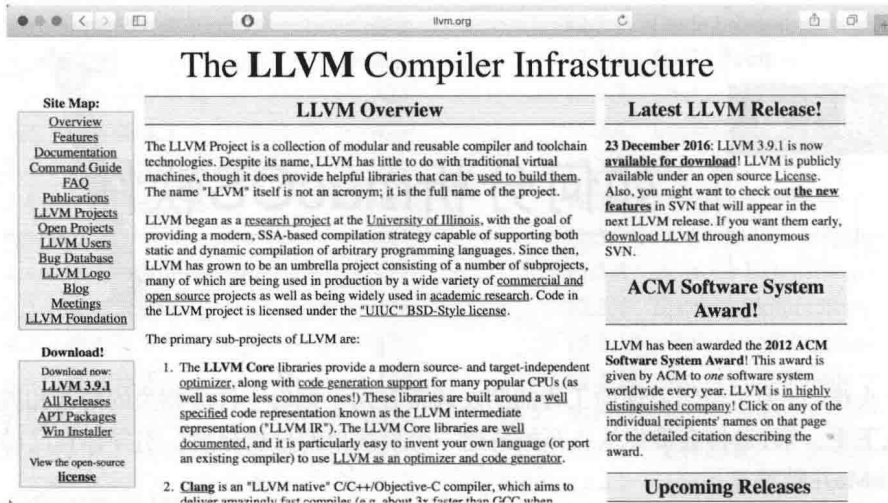 llvm.org
The LLVM Compiler Infrastructure
Site Map:
Overview
Features
Documentation
Command Guide
FAQ
Publications
LLVM Projects
Open Projects
LLVM Users
Bug Database
LLVM Logo
Blog
Meetings
LLVM Foundation
Download!
Download now:
LLVM 3.9.1
All Releases
APT Packages
Win Installer
View the open-source
license
LLVM Overview
The LLVM Project is a collection of modular and reusable compiler and toolchain
technologies. Despite its name, LLVM has little to do with traditional virtual
machines, though it does provide helpful libraries that can be used to build them.
The name "LLVM" itself is not an acronym; it is the full name of the project.
LLVM began as a research project at the University of Illinois, with the goal of
providing a modern, SSA-based compilation strategy capable of supporting both
static and dynamic compilation of arbitrary programming languages. Since then,
LLVM has grown to be an umbrella project consisting of a number of subprojects,
many of which are being used in production by a wide variety of commercial and
open source projects as well as being widely used in academic research. Code in
the LLVM project is licensed under the "UIUC" BSD-Style license.
The primary sub-projects of LLVM are:
1. The LLVM Core libraries provide a modern source- and target-independent
optimizer, along with code generation support for many popular CPUs (as
well as some less common ones!) These libraries are built around a well
specified code representation known as the LLVM intermediate
representation ("LLVM IR"). The LLVM Core libraries are well
documented, and it is particularly easy to invent your own language (or port
an existing compiler) to use LLVM as an optimizer and code generator.
2. Clang is an "LLVM native" C/C++/Objective-C compiler, which aims to
deliver amazingly fast compiles (e.g. about 3x faster than GCC when
Latest LLVM Release!
23 December 2016: LLVM 3.9.1 is now
available for download! LLVM is publicly
available under an open source License.
Also, you might want to check out the new
features in SVN that will appear in the
next LLVM release. If you want them early,
download LLVM through anonymous
SVN.
ACM Software System
Award!
LLVM has been awarded the 2012 ACM
Software System Award! This award is
given by ACM to one software system
worldwide every year. LLVM is in highly
distinguished company! Click on any of the
individual recipients' names on that page
for the detailed citation describing the
award.
Upcoming Releases